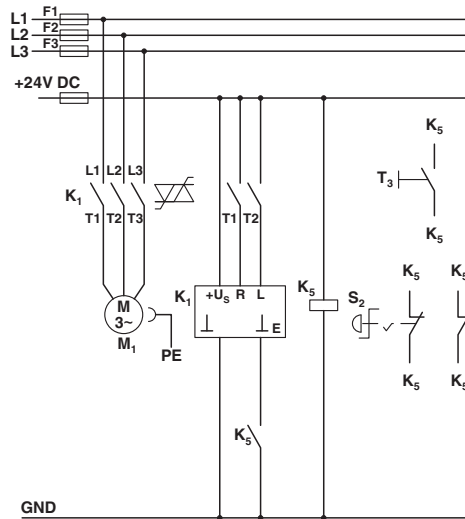 L1 F1
L2 F2
L3 F3
+24V DC
K5
L1 L2 L3
K1
T3
T1 T2 T3
T1 T2
K5
K1 +US R L
K5
S2
K5 K5
M
3~
E
M1
PE
K5 K5
K5
GND